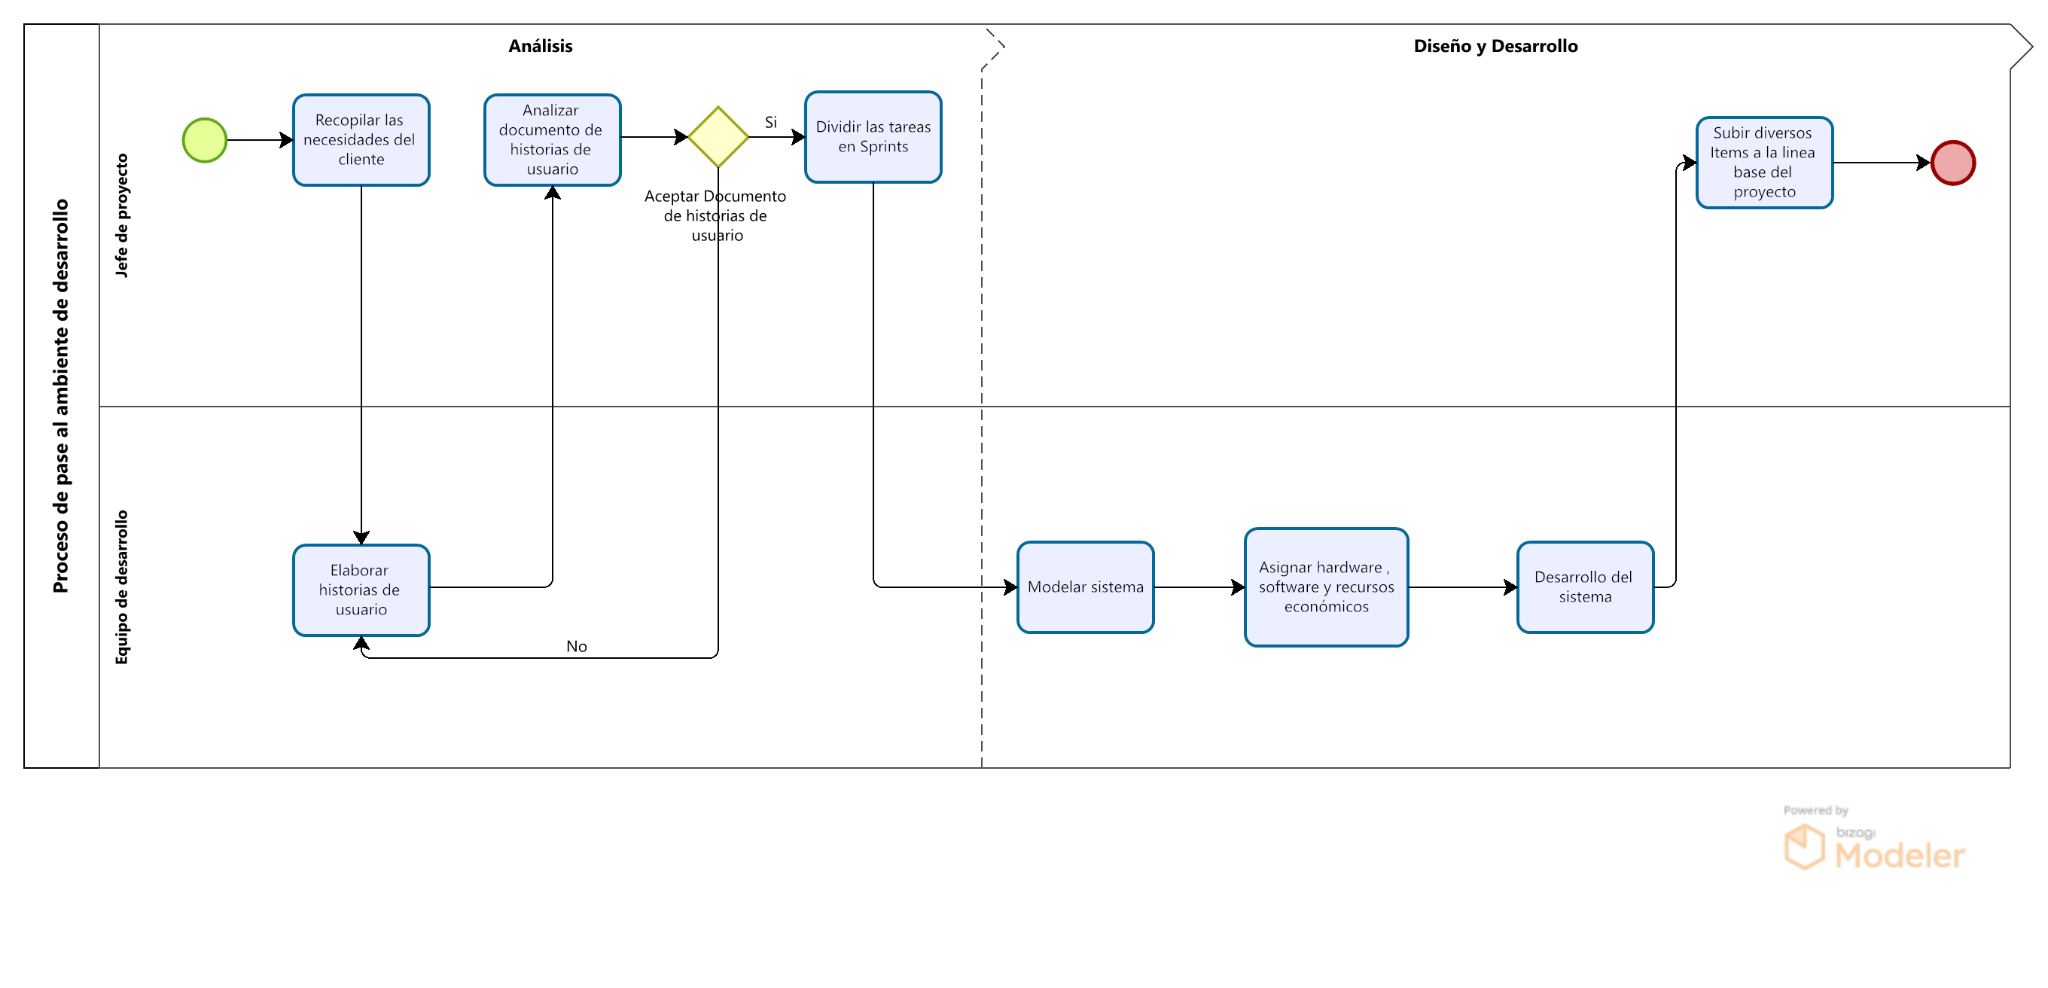 Proceso de pase al ambiente de desarrollo
Análisis
Diseño y Desarrollo
Jefe de proyecto
Recopilar las
necesidades del
cliente
Analizar
documento de
historias de
usuario
Aceptar Documento
de historias de
usuario
Si
Dividir las tareas
en Sprints
Subir diversos
Items a la linea
base del
proyecto
Equipo de desarrollo
Elaborar
historias de
usuario
No
Modelar sistema
Asignar hardware ,
software y recursos
económicos
Desarrollo del
sistema
Powered by
bizagi
Modeler